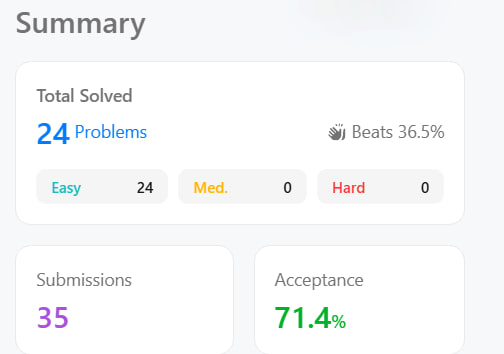 Summary
Total Solved
24 Problems Beats 36.5%
Easy 24 Med. 0 Hard 0
Submissions Acceptance
35 71.4%